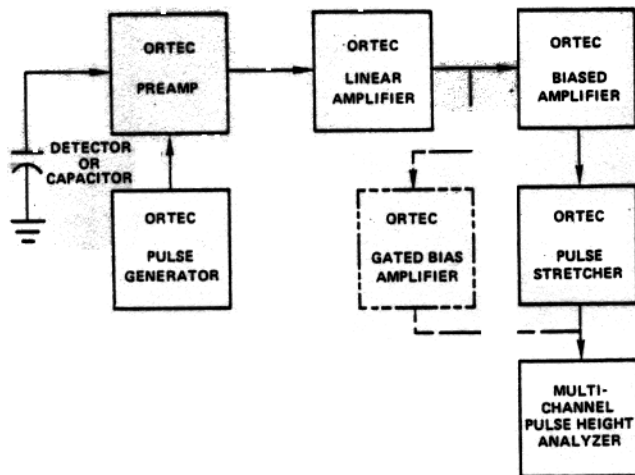 ORTEC
PREAMP
ORTEC
LINEAR
AMPLIFIER
ORTEC
BIASED
AMPLIFIER
DETECTOR
OR
CAPACITOR
ORTEC
PULSE
GENERATOR
ORTEC
GATED BIAS
AMPLIFIER
ORTEC
PULSE
STRETCHER
MULTI-
CHANNEL
PULSE HEIGHT
ANALYZER